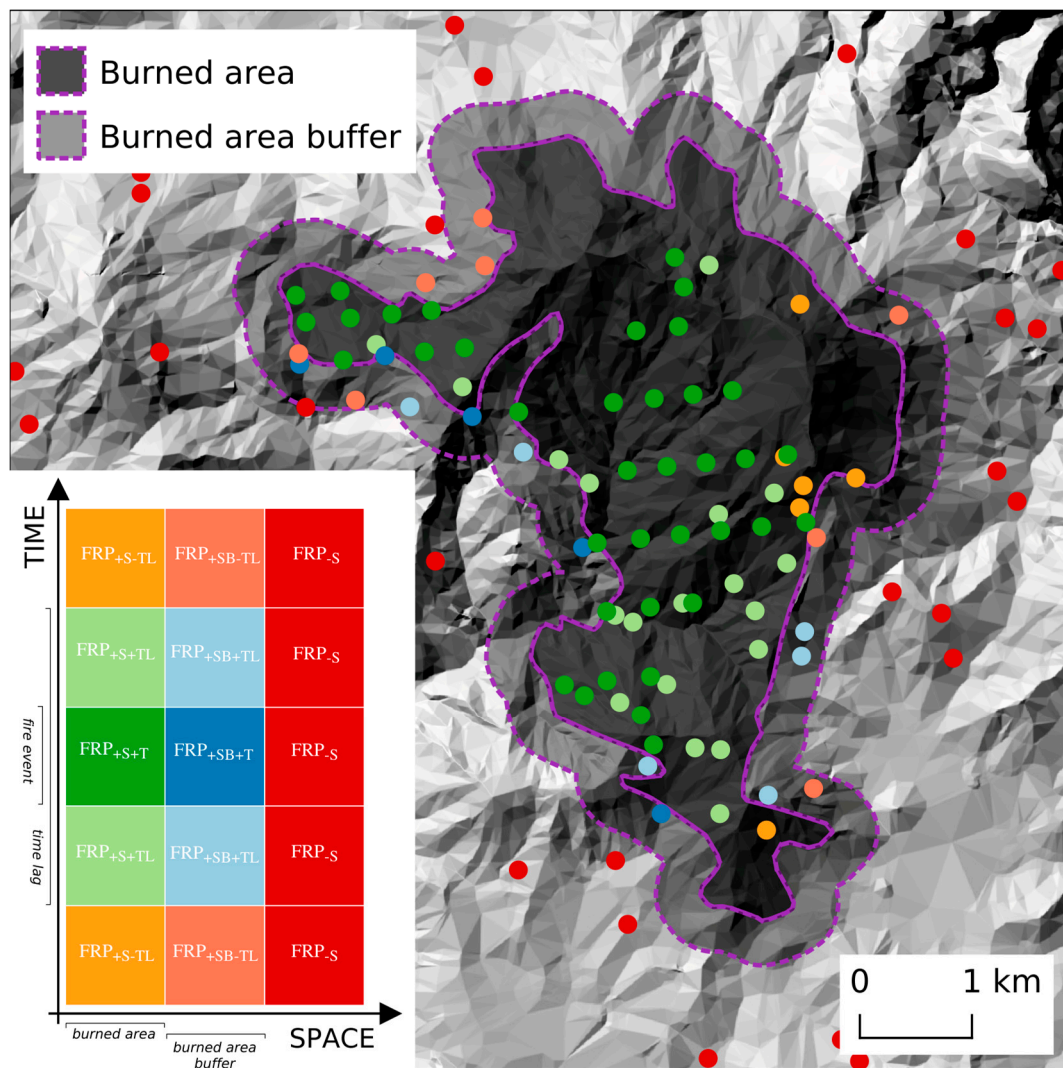 Burned area
Burned area buffer
TIME
FRP+S-TL FRP+SB-TL FRP-S
FRP+S+TL FRP+SB+TL FRP-S
fire event
FRP+S+T FRP+SB+T FRP-S
time lag
FRP+S+TL FRP+SB+TL FRP-S
FRP+S-TL FRP+SB-TL FRP-S
burned area
burned area
buffer
SPACE
0 1 km